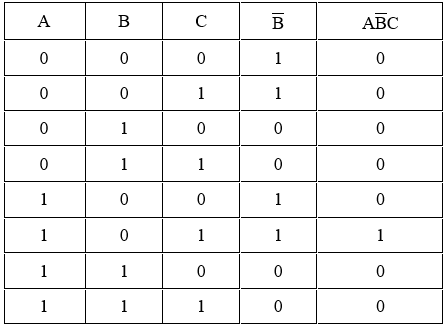 A B C B̅ AB̅C
0 0 0 1 0
0 0 1 1 0
0 1 0 0 0
0 1 1 0 0
1 0 0 1 0
1 0 1 1 1
1 1 0 0 0
1 1 1 0 0